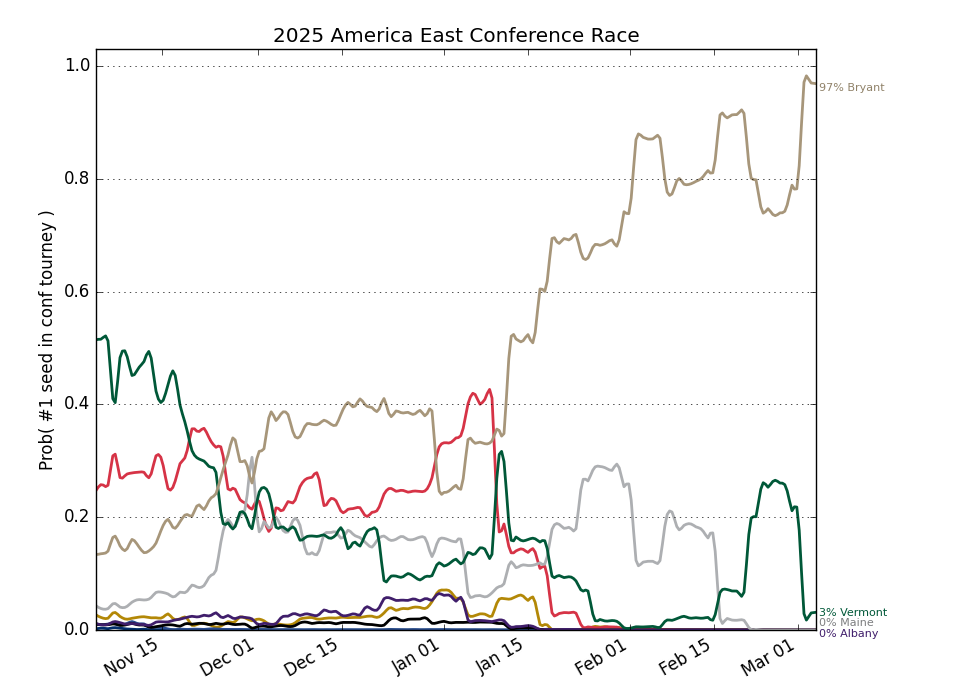 2025 America East Conference Race
Prob( #1 seed in conf tourney )
1.0
0.8
0.6
0.4
0.2
0.0
97% Bryant
3% Vermont
0% Maine
0% Albany
Nov 15
Dec 01
Dec 15
Jan 01
Jan 15
Feb 01
Feb 15
Mar 01